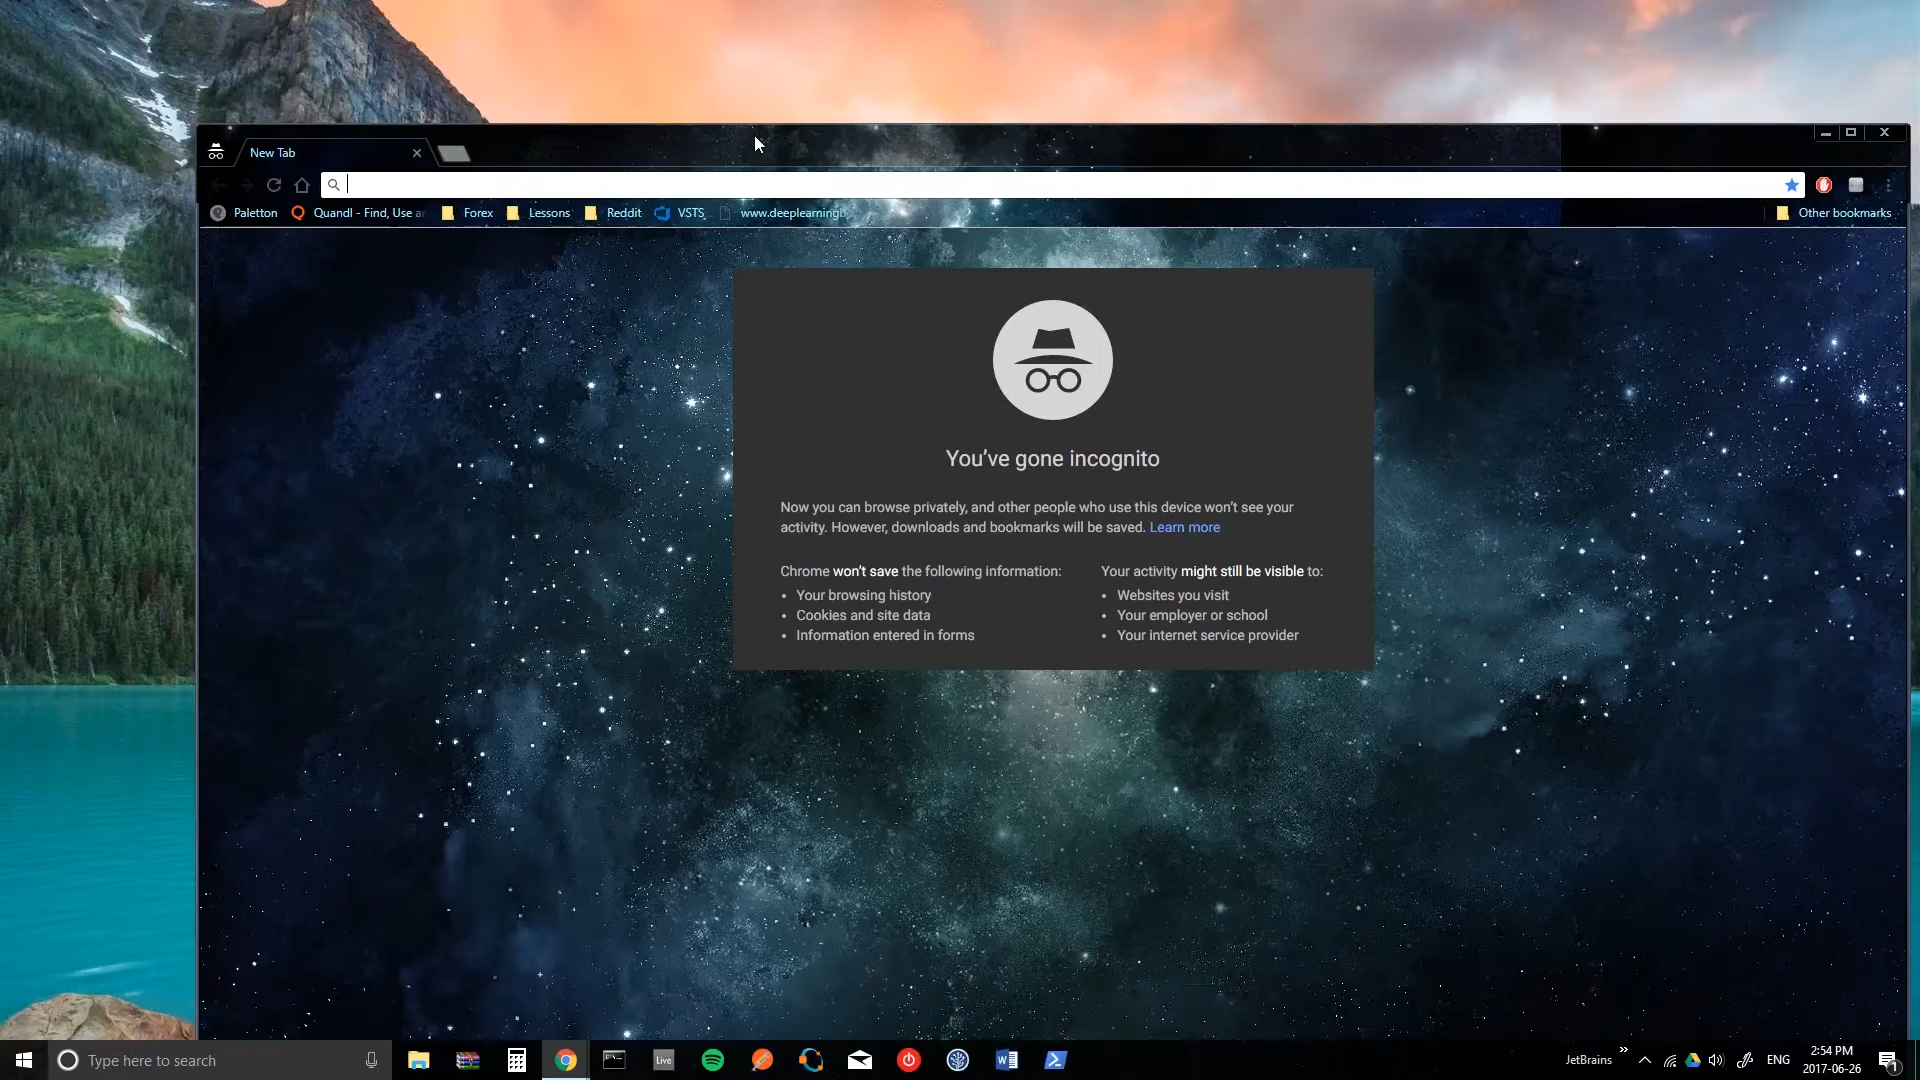 New Tab
Paletton
Quandl - Find, Use ar
Forex
Lessons
Reddit
VSTS
www.deeplearningb
Other bookmarks
You've gone incognito
Now you can browse privately, and other people who use this device won't see your
activity. However, downloads and bookmarks will be saved. Learn more
Chrome won't save the following information:
• Your browsing history
• Cookies and site data
• Information entered in forms
Your activity might still be visible to:
• Websites you visit
• Your employer or school
• Your internet service provider
Type here to search
Live
JetBrains
ENG
2:54 PM
2017-06-26
1